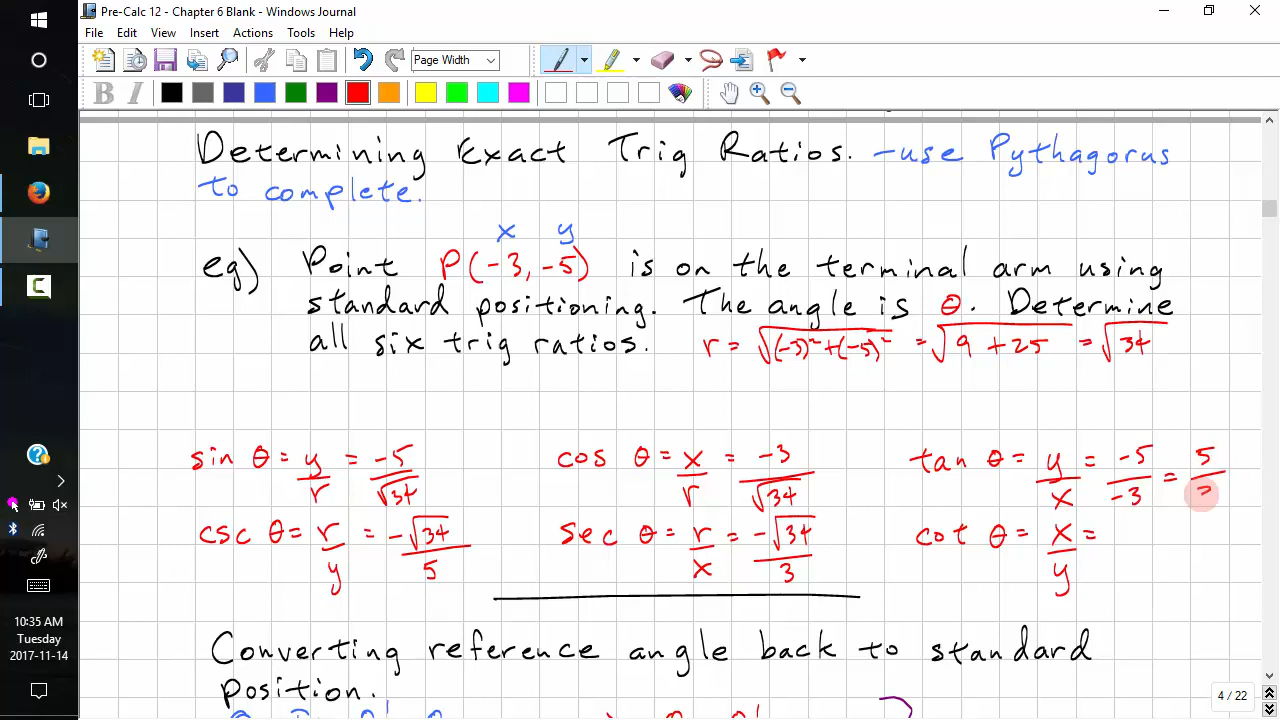 Pre-Calc 12 - Chapter 6 Blank - Windows Journal
File Edit View Insert Actions Tools Help
Page Width
B I
Determining Exact Trig Ratios. -use Pythagorus
to complete.
x y
eg) Point P(-3, -5) is on the terminal arm using
standard positioning. The angle is θ. Determine
all six trig ratios. r = √((-3)²+(-5)²) = √(9+25) = √34
sin θ = y/r = -5/√34 cos θ = x/r = -3/√34 tan θ = y/x = -5/-3 = 5/
csc θ = r/y = -√34/5 sec θ = r/x = -√34/3 cot θ = x/y =
Converting reference angle back to standard
position.
10:35 AM
Tuesday
2017-11-14
4 / 22